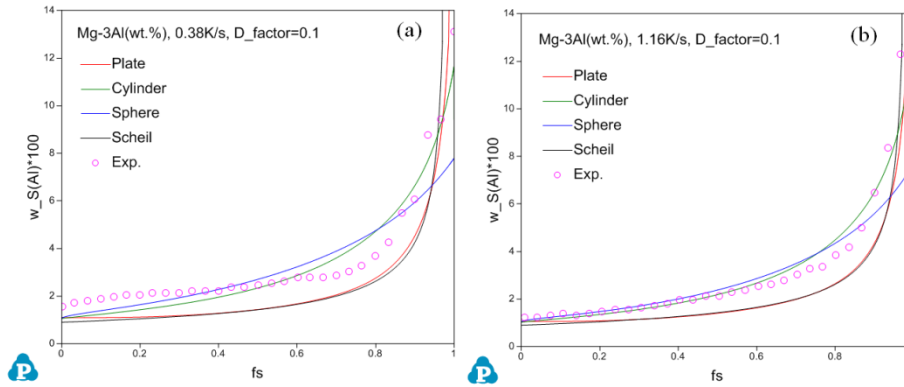 Mg-3Al(wt.%), 0.38K/s, D_factor=0.1
(a)
Plate
Cylinder
Sphere
Scheil
Exp.
w_S(Al)*100
14
12
10
8
6
4
2
0
0
0.2
0.4
0.6
0.8
1
fs
P
Mg-3Al(wt.%), 1.16K/s, D_factor=0.1
(b)
Plate
Cylinder
Sphere
Scheil
Exp.
w_S(Al)*100
14
12
10
8
6
4
2
0
0
0.2
0.4
0.6
0.8
fs
P